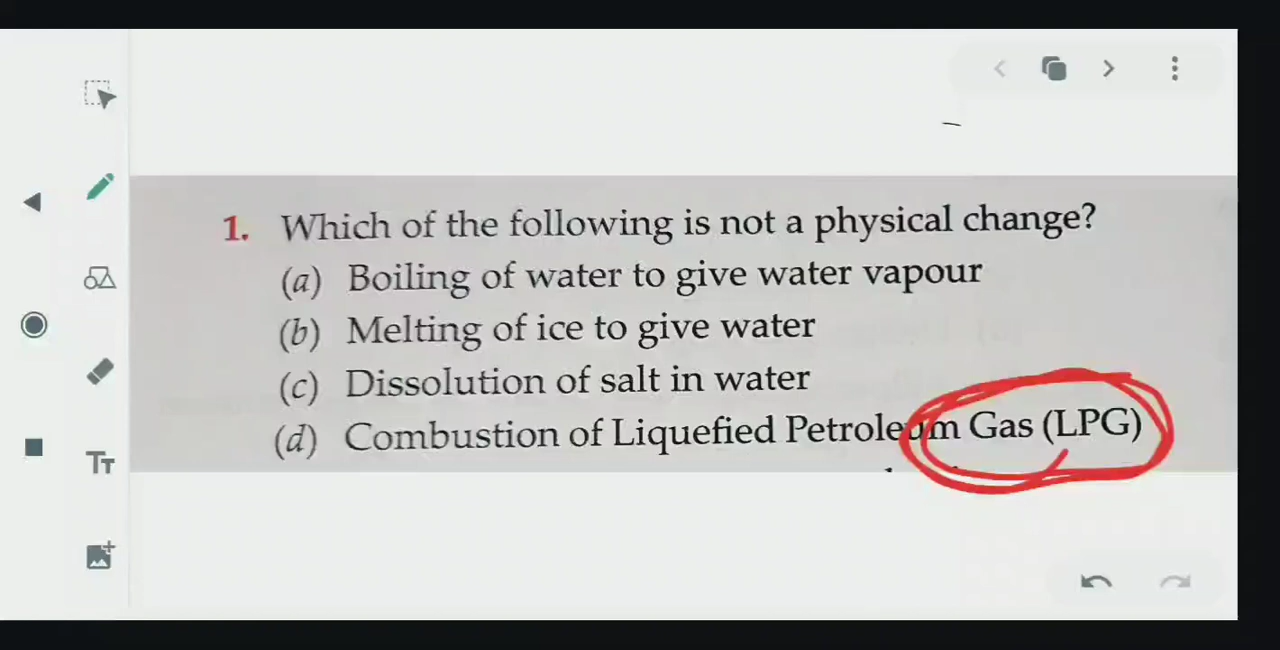 1. Which of the following is not a physical change?
(a) Boiling of water to give water vapour
(b) Melting of ice to give water
(c) Dissolution of salt in water
(d) Combustion of Liquefied Petroleum Gas (LPG)
TT